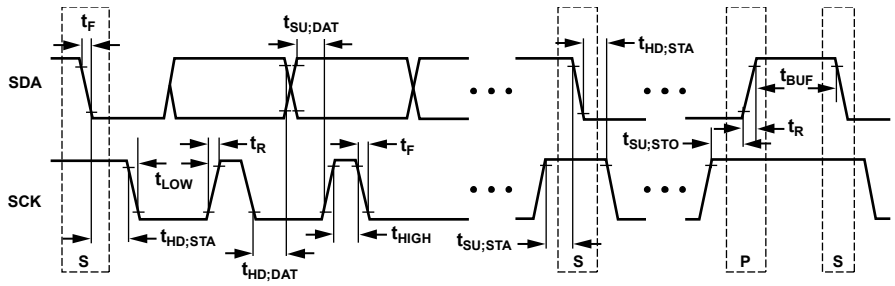 tF
tSU;DAT
tHD;STA
SDA
tBUF
tR
tF
tSU;STO
tR
tLOW
SCK
tHD;STA
tHD;DAT
tHIGH
tSU;STA
S
S
P
S